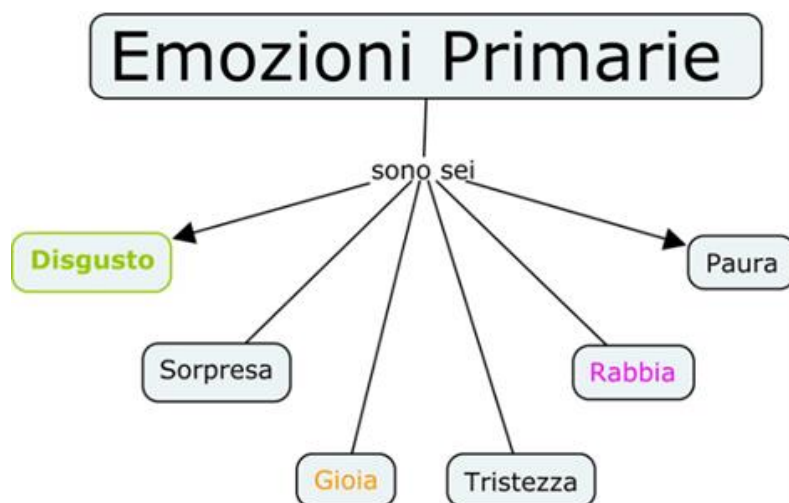 Emozioni Primarie
sono sei
Disgusto
Paura
Sorpresa
Rabbia
Gioia
Tristezza